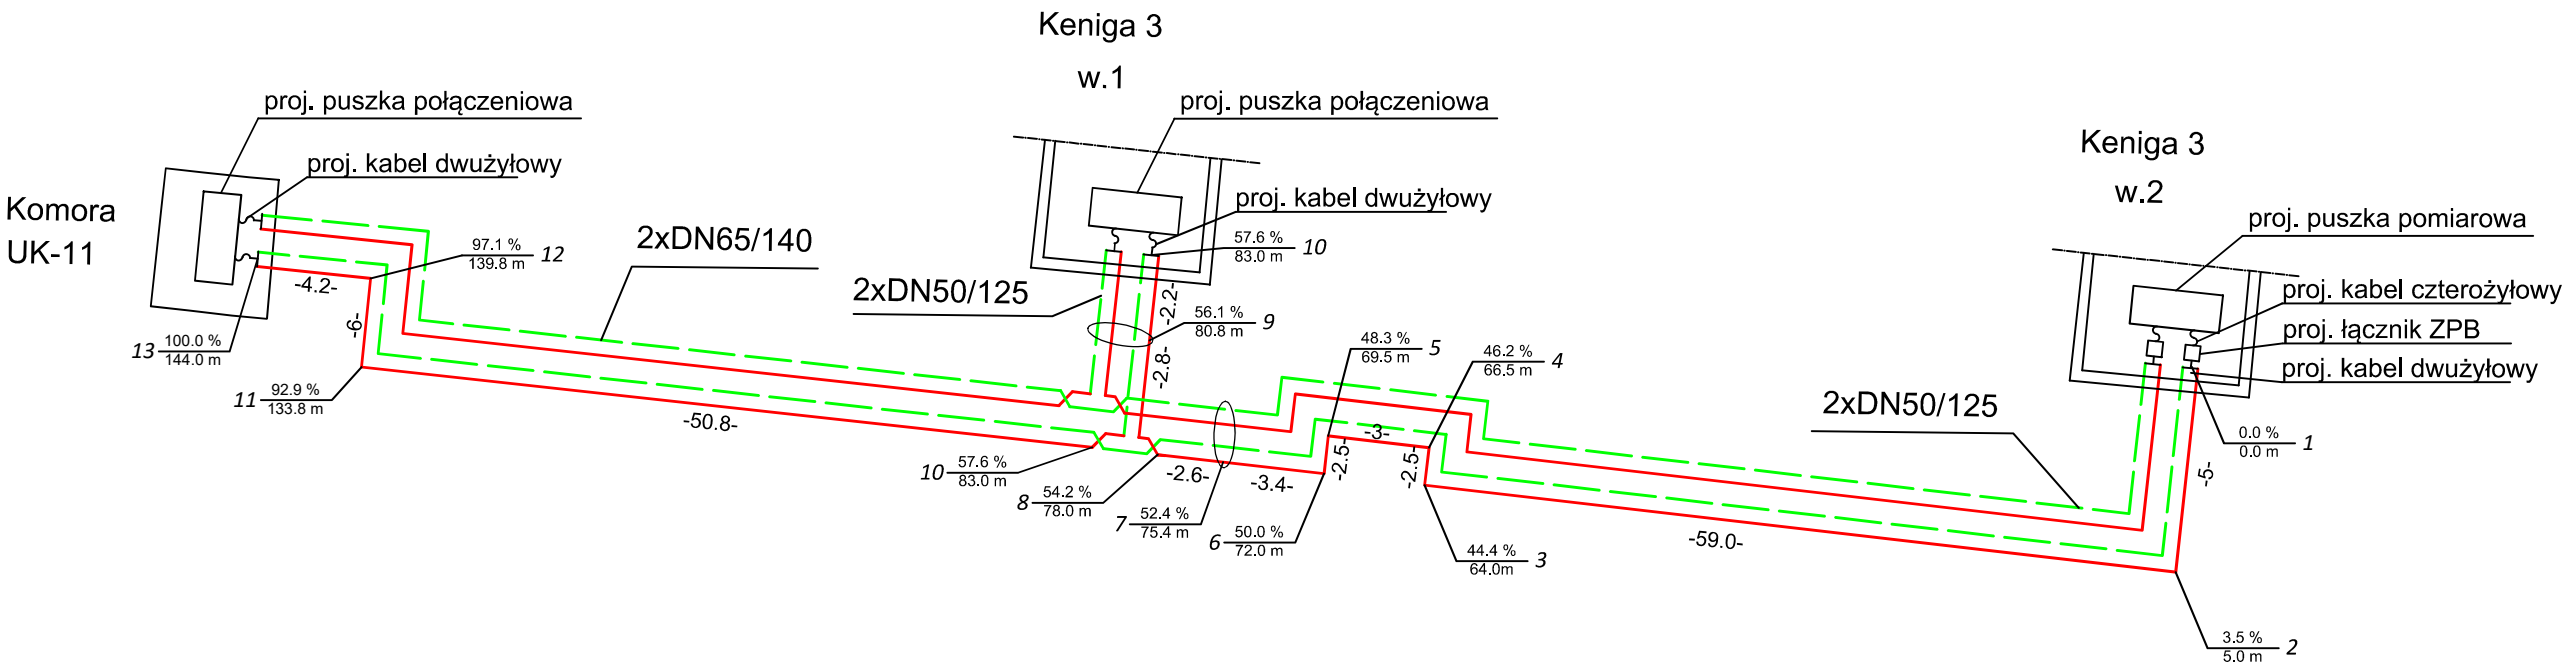 Keniga 3
w.1
proj. puszka połączeniowa
proj. puszka połączeniowa
Keniga 3
w.2
proj. kabel dwużyłowy
proj. kabel dwużyłowy
Komora
UK-11
proj. puszka pomiarowa
97.1 %
139.8 m
12
2xDN65/140
57.6 %
83.0 m
10
-4.2-
2xDN50/125
-2.2-
proj. kabel czterożyłowy
proj. łącznik ZPB
proj. kabel dwużyłowy
-6-
56.1 %
80.8 m
9
13
100.0 %
144.0 m
-2.8-
48.3 %
69.5 m
5
46.2 %
66.5 m
4
11
92.9 %
133.8 m
-50.8-
2xDN50/125
-3-
0.0 %
0.0 m
1
10
57.6 %
83.0 m
-2.5-
-2.5-
-5-
-2.6-
-3.4-
8
54.2 %
78.0 m
7
52.4 %
75.4 m
6
50.0 %
72.0 m
-59.0-
44.4 %
64.0m
3
3.5 %
5.0 m
2